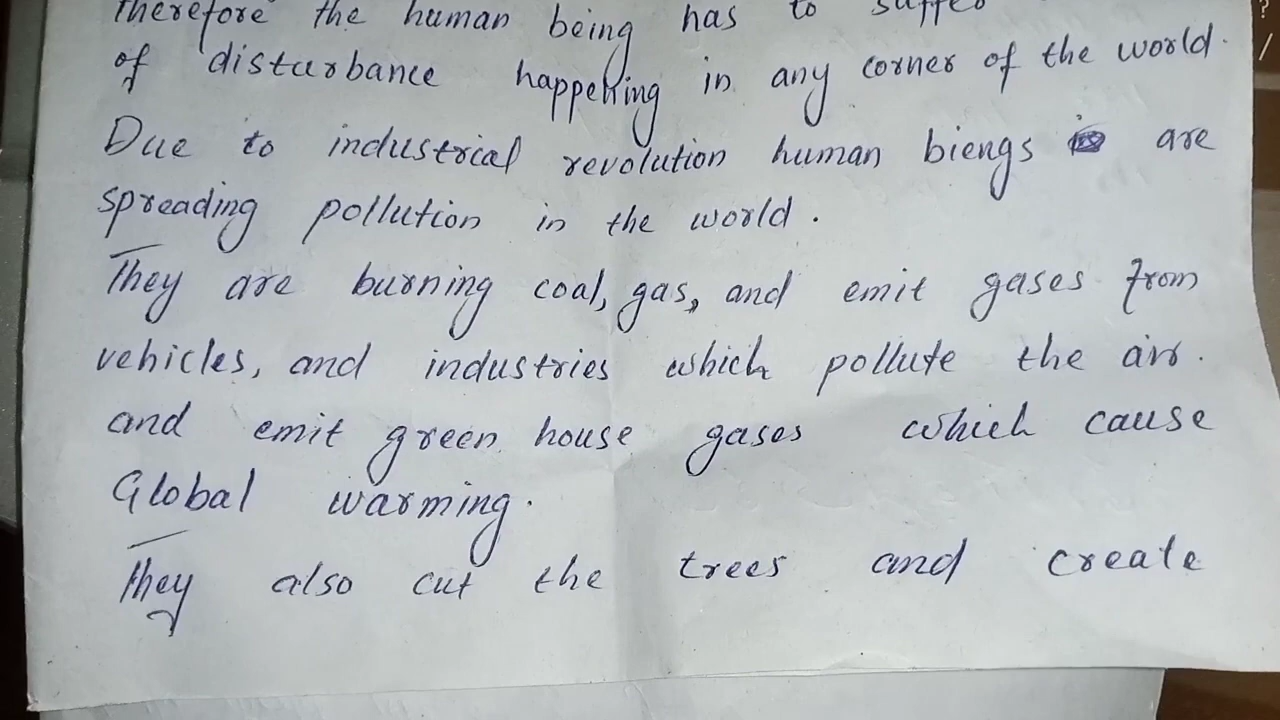 Therefore the human being has to suffer
of disturbance happening in any corner of the world.
Due to industrial revolution human biengs are
spreading pollution in the world.
They are burning coal, gas, and emit gases from
vehicles, and industries which pollute the air.
and emit green house gases which cause
Global warming.
They also cut the trees and create